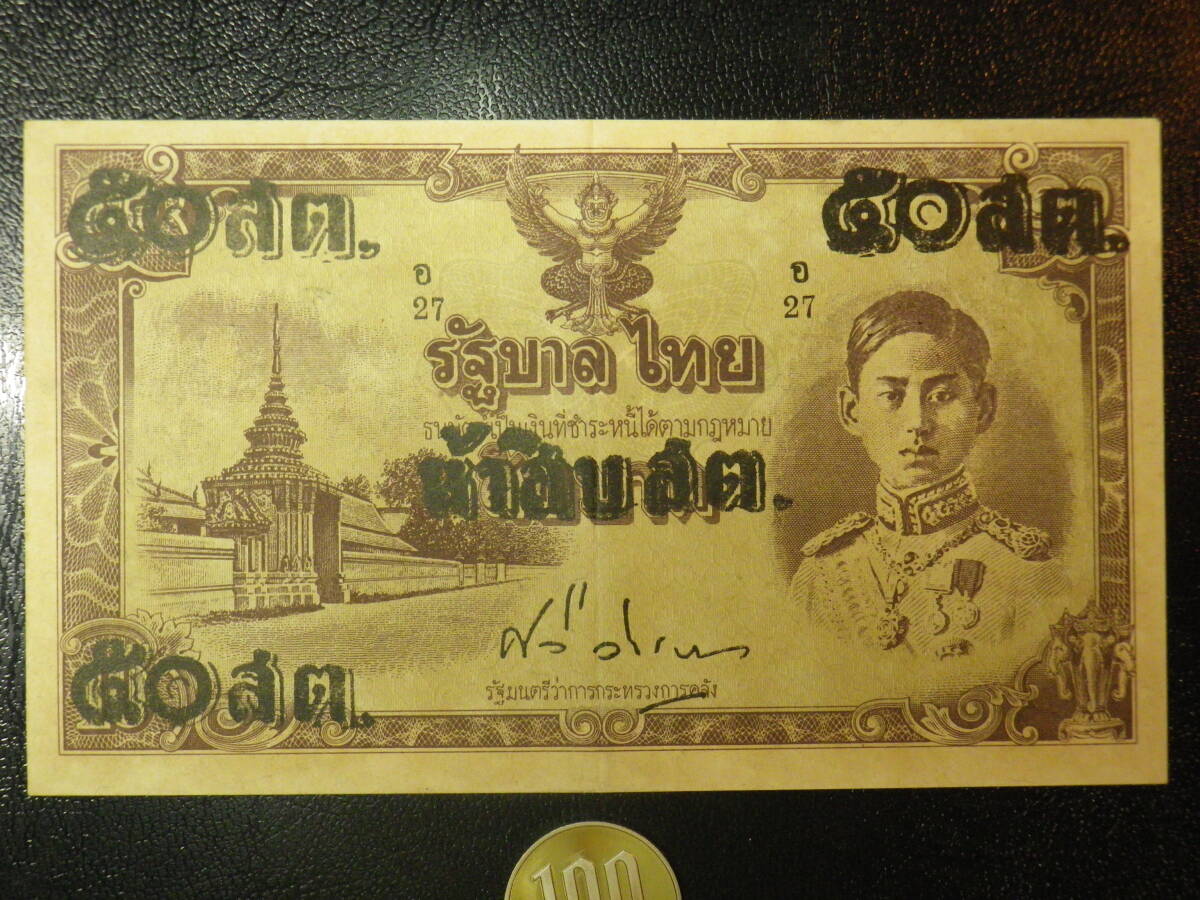 ๕๐ สต.
๕๐ สต.
อ
27
อ
27
รัฐบาลไทย
ธนบัตร์เป็นเงินที่ชำระหนี้ได้ตามกฎหมาย
ห้าสิบ สต.
๕๐ สต.
รัฐมนตรีว่าการกระทรวงการคลัง
100